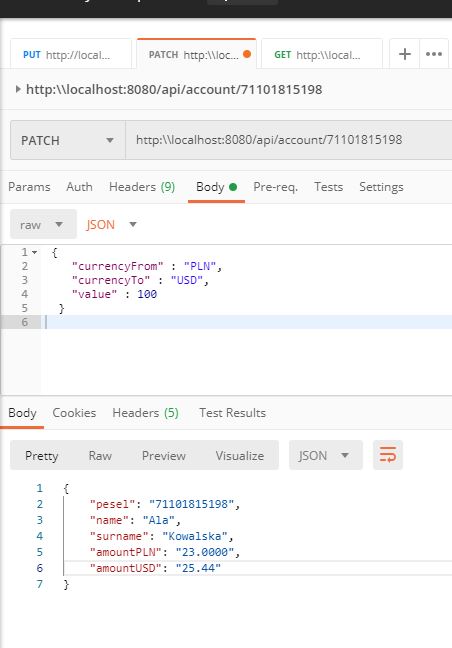 PUT http://local...
PATCH http:\\loc...
GET http:\\local...
+ •••
http:\\localhost:8080/api/account/71101815198
PATCH http:\\localhost:8080/api/account/71101815198
Params Auth Headers (9) Body Pre-req. Tests Settings
raw JSON
1 {
2 "currencyFrom" : "PLN",
3 "currencyTo" : "USD",
4 "value" : 100
5 }
6
Body Cookies Headers (5) Test Results
Pretty Raw Preview Visualize JSON
1 {
2 "pesel": "71101815198",
3 "name": "Ala",
4 "surname": "Kowalska",
5 "amountPLN": "23.0000",
6 "amountUSD": "25.44"
7 }